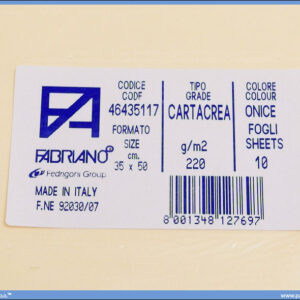 CODICE
CODE
46435117
TIPO
GRADE
CARTACREA
COLORE
COLOUR
ONICE
FABRIANO®
Fedrigoni Group
FORMATO
SIZE
cm.
35 x 50
g/m2
220
FOGLI
SHEETS
10
MADE IN ITALY
F.NE 92030/07
8 001348 127697